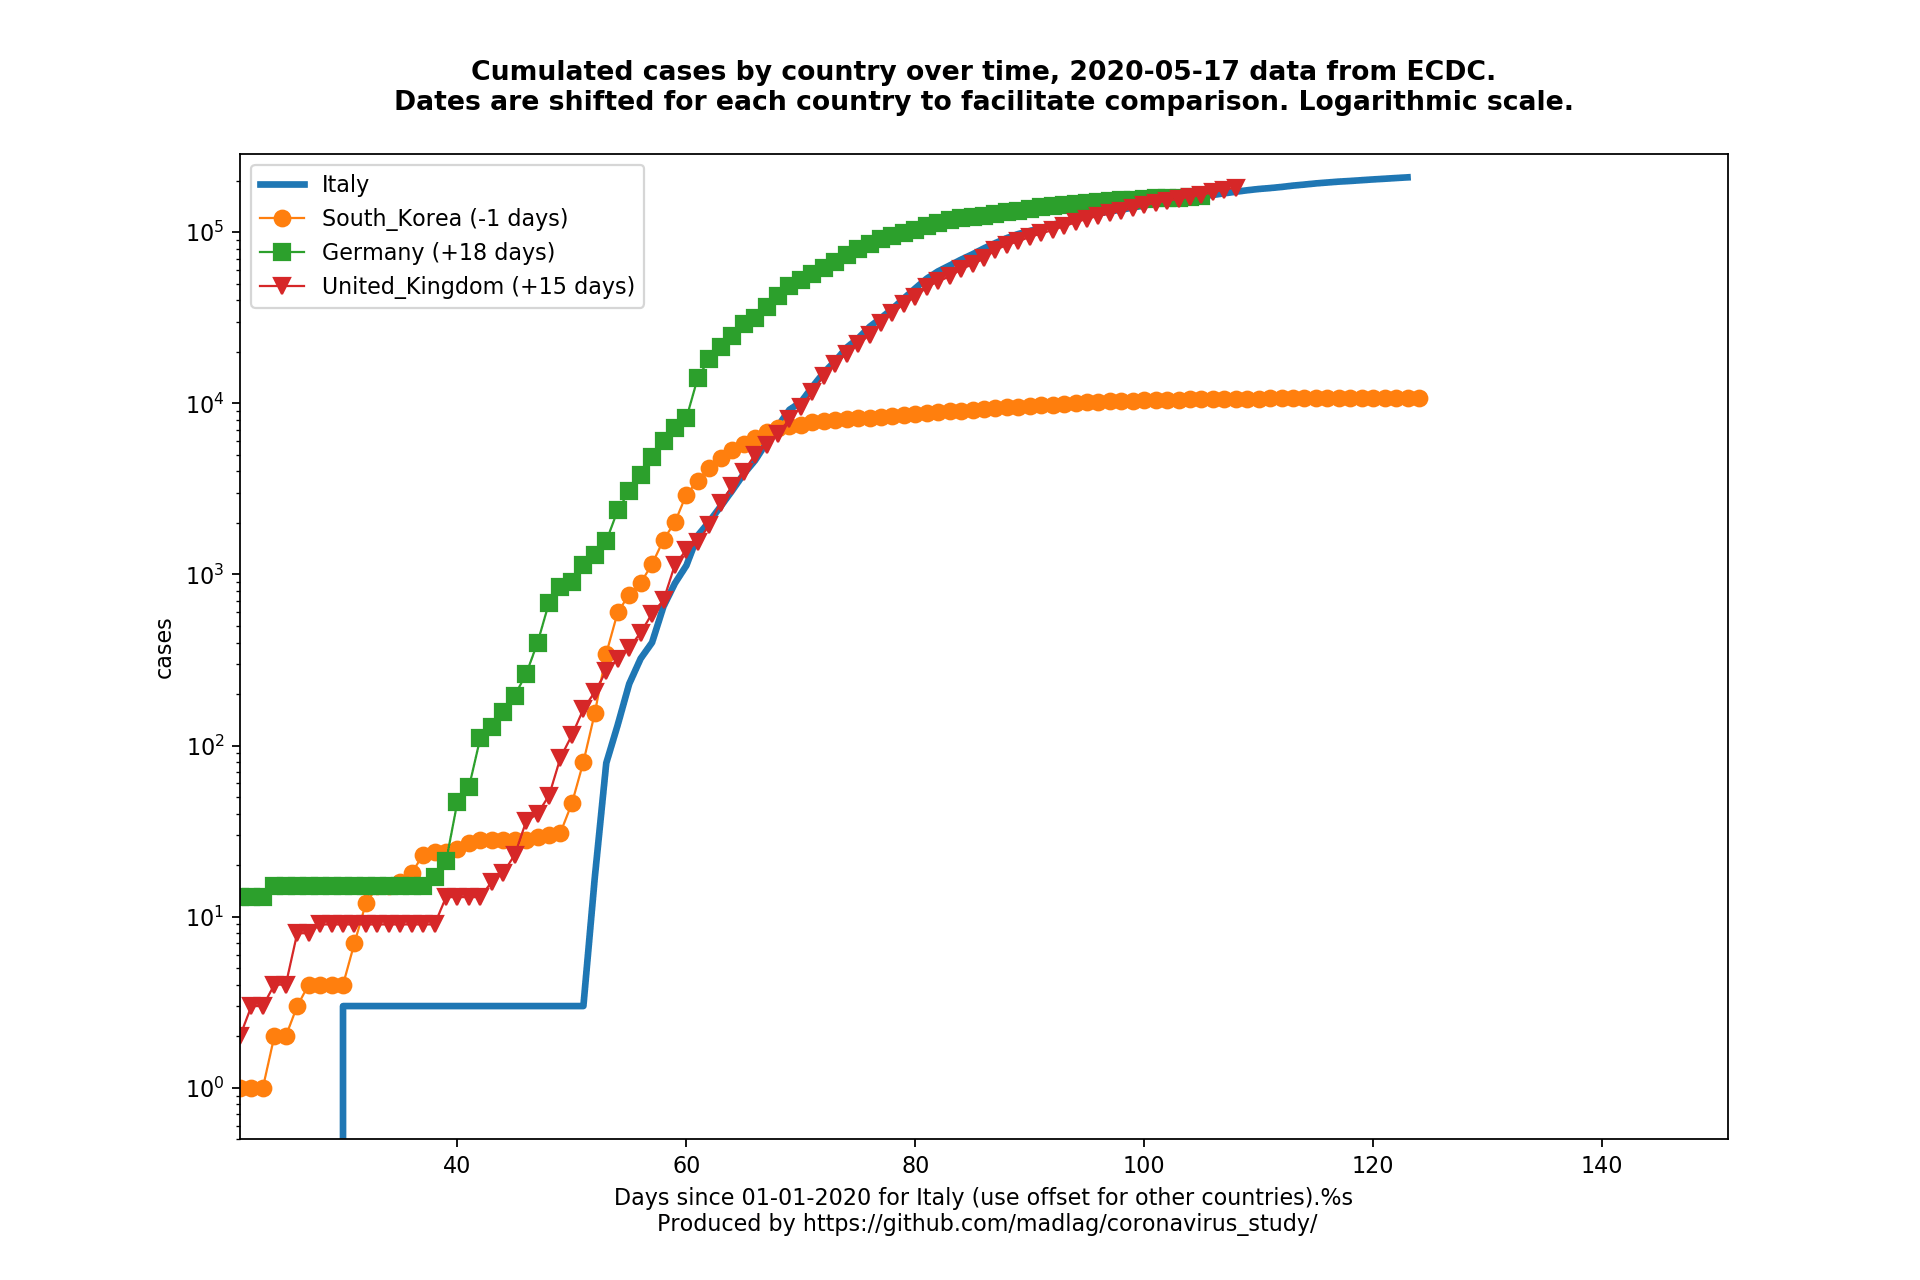 Cumulated cases by country over time, 2020-05-17 data from ECDC.
Dates are shifted for each country to facilitate comparison. Logarithmic scale.
Italy
South_Korea (-1 days)
Germany (+18 days)
United_Kingdom (+15 days)
10^5
10^4
10^3
10^2
10^1
10^0
cases
40 60 80 100 120 140
Days since 01-01-2020 for Italy (use offset for other countries).%s
Produced by https://github.com/madlag/coronavirus_study/